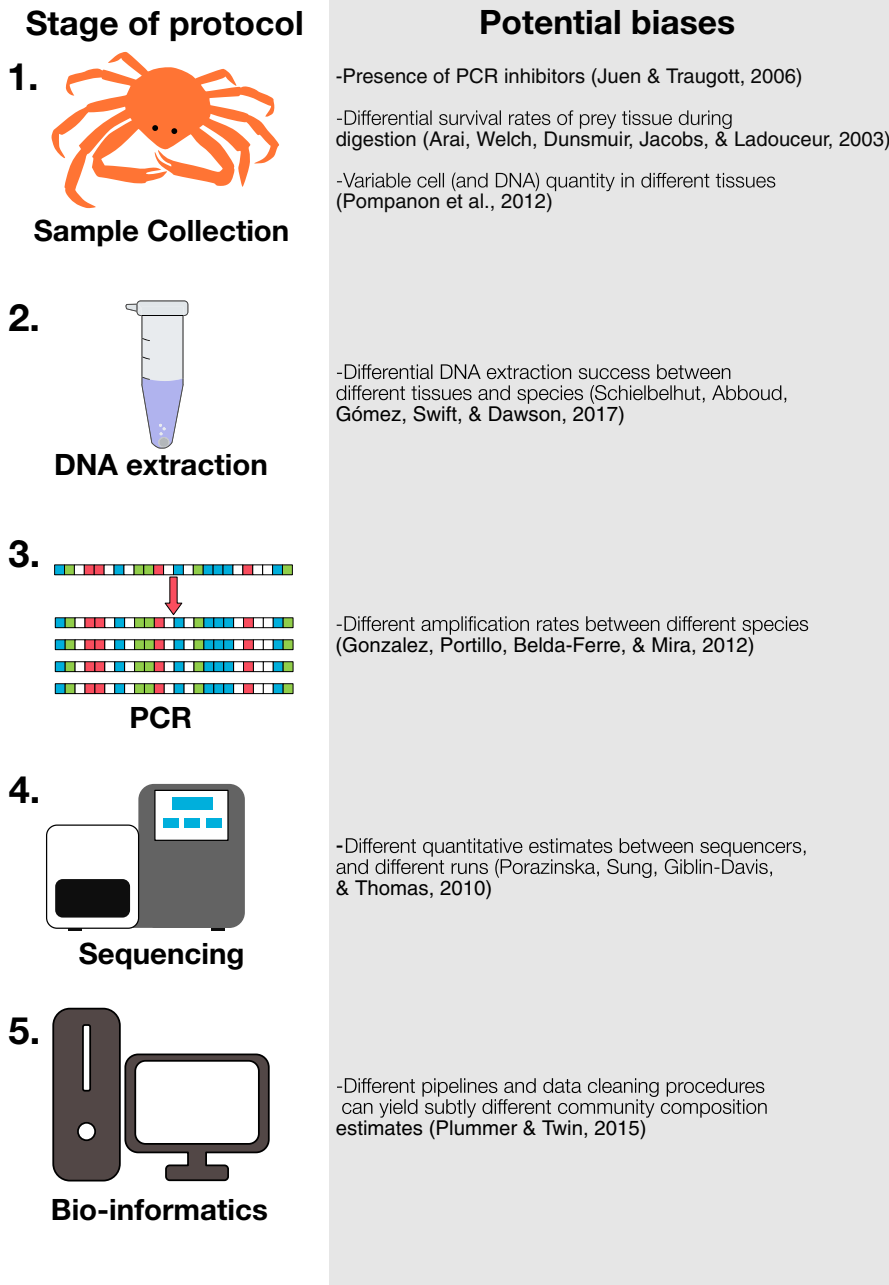 Stage of protocol
Potential biases
1.
-Presence of PCR inhibitors (Juen & Traugott, 2006)
-Differential survival rates of prey tissue during
digestion (Arai, Welch, Dunsmuir, Jacobs, & Ladouceur, 2003)
-Variable cell (and DNA) quantity in different tissues
(Pompanon et al., 2012)
Sample Collection
2.
-Differential DNA extraction success between
different tissues and species (Schielbelhut, Abboud,
Gómez, Swift, & Dawson, 2017)
DNA extraction
3.
-Different amplification rates between different species
(Gonzalez, Portillo, Belda-Ferre, & Mira, 2012)
PCR
4.
-Different quantitative estimates between sequencers,
and different runs (Porazinska, Sung, Giblin-Davis,
& Thomas, 2010)
Sequencing
5.
-Different pipelines and data cleaning procedures
can yield subtly different community composition
estimates (Plummer & Twin, 2015)
Bio-informatics